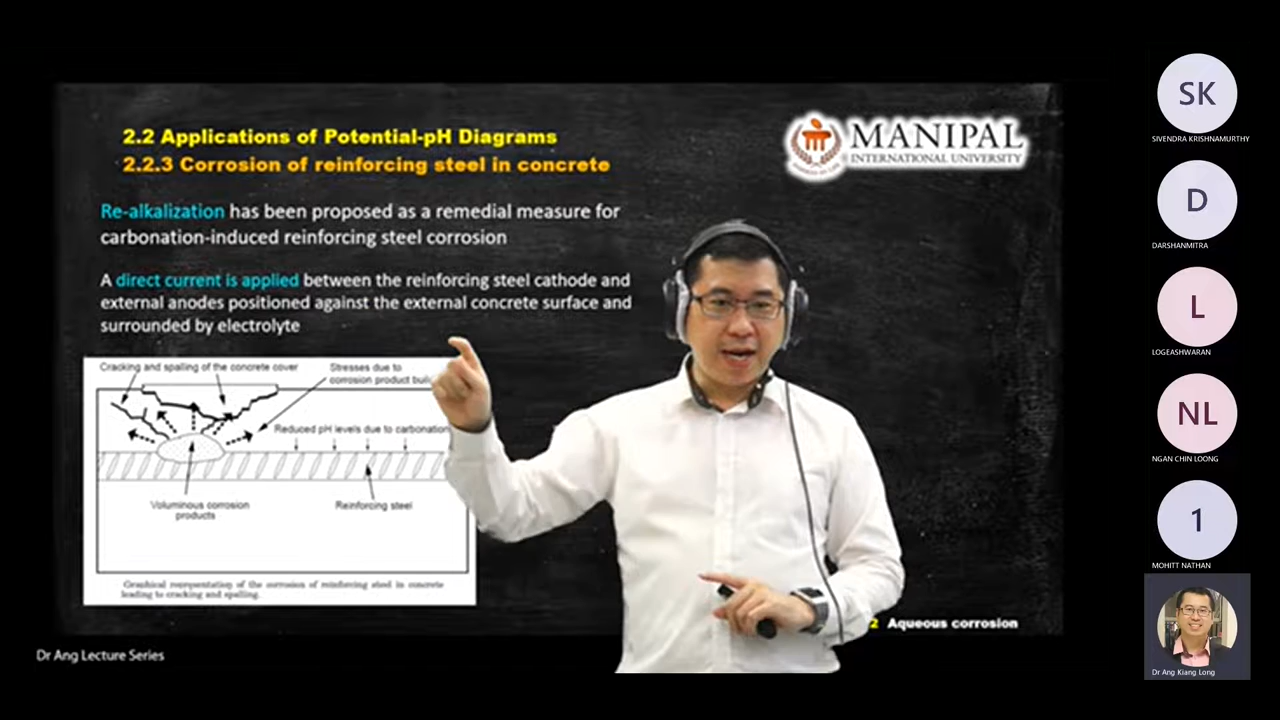 2.2 Applications of Potential-pH Diagrams
2.2.3 Corrosion of reinforcing steel in concrete
MANIPAL
INTERNATIONAL UNIVERSITY
Re-alkalization has been proposed as a remedial measure for
carbonation-induced reinforcing steel corrosion
A direct current is applied between the reinforcing steel cathode and
external anodes positioned against the external concrete surface and
surrounded by electrolyte
Cracking and spalling of the concrete cover
Stresses due to
corrosion product
Reduced pH levels due to carbonation
Voluminous corrosion
products
Reinforcing steel
Graphical representation of the corrosion of reinforcing steel in concrete
leading to cracking and spalling.
2 Aqueous corrosion
Dr Ang Lecture Series
SK
SIVENDRA KRISHNAMURTHY
D
DARSHANMITRA
L
LOGEASHWARAN
NL
NGAN CHIN LOONG
1
MOHITT NATHAN
Dr Ang Kiang Long